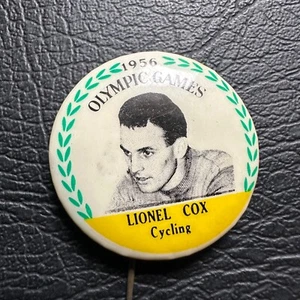 1956
OLYMPIC GAMES
LIONEL COX
Cycling